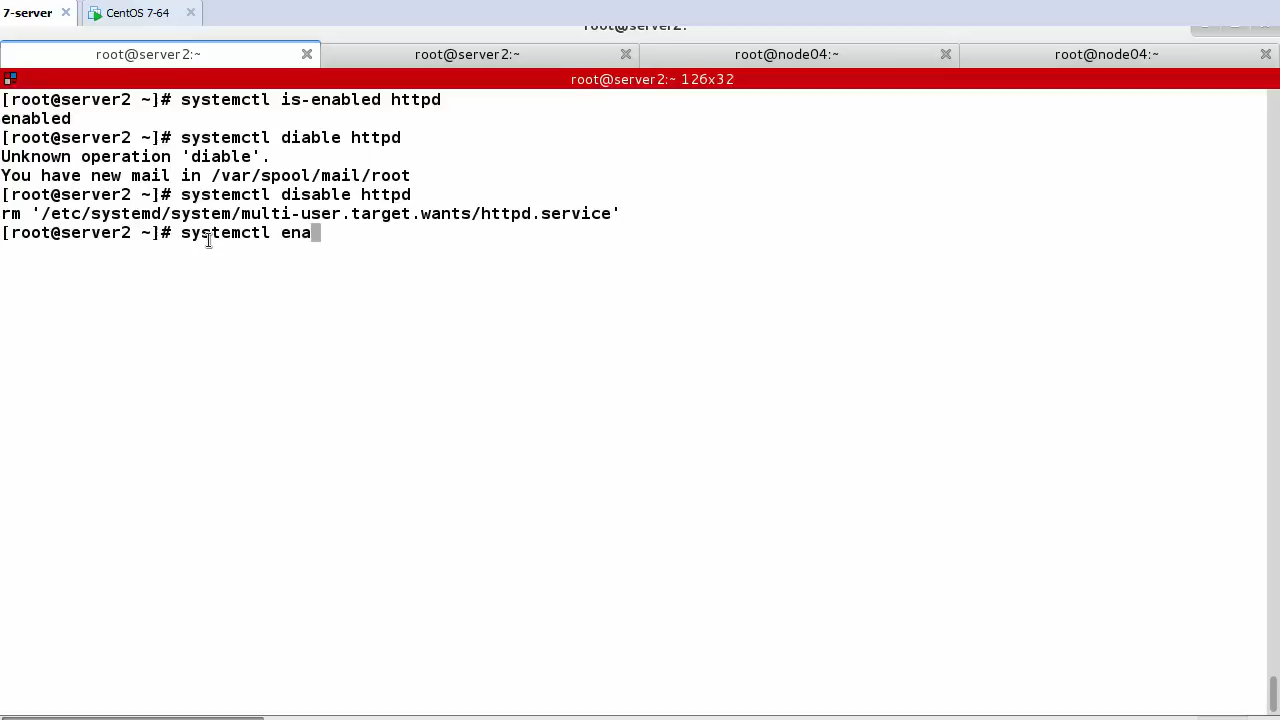 7-server CentOS 7-64
root@server2:~
root@server2:~ root@server2:~ root@node04:~ root@node04:~
root@server2:~ 126x32
[root@server2 ~]# systemctl is-enabled httpd
enabled
[root@server2 ~]# systemctl diable httpd
Unknown operation 'diable'.
You have new mail in /var/spool/mail/root
[root@server2 ~]# systemctl disable httpd
rm '/etc/systemd/system/multi-user.target.wants/httpd.service'
[root@server2 ~]# systemctl ena